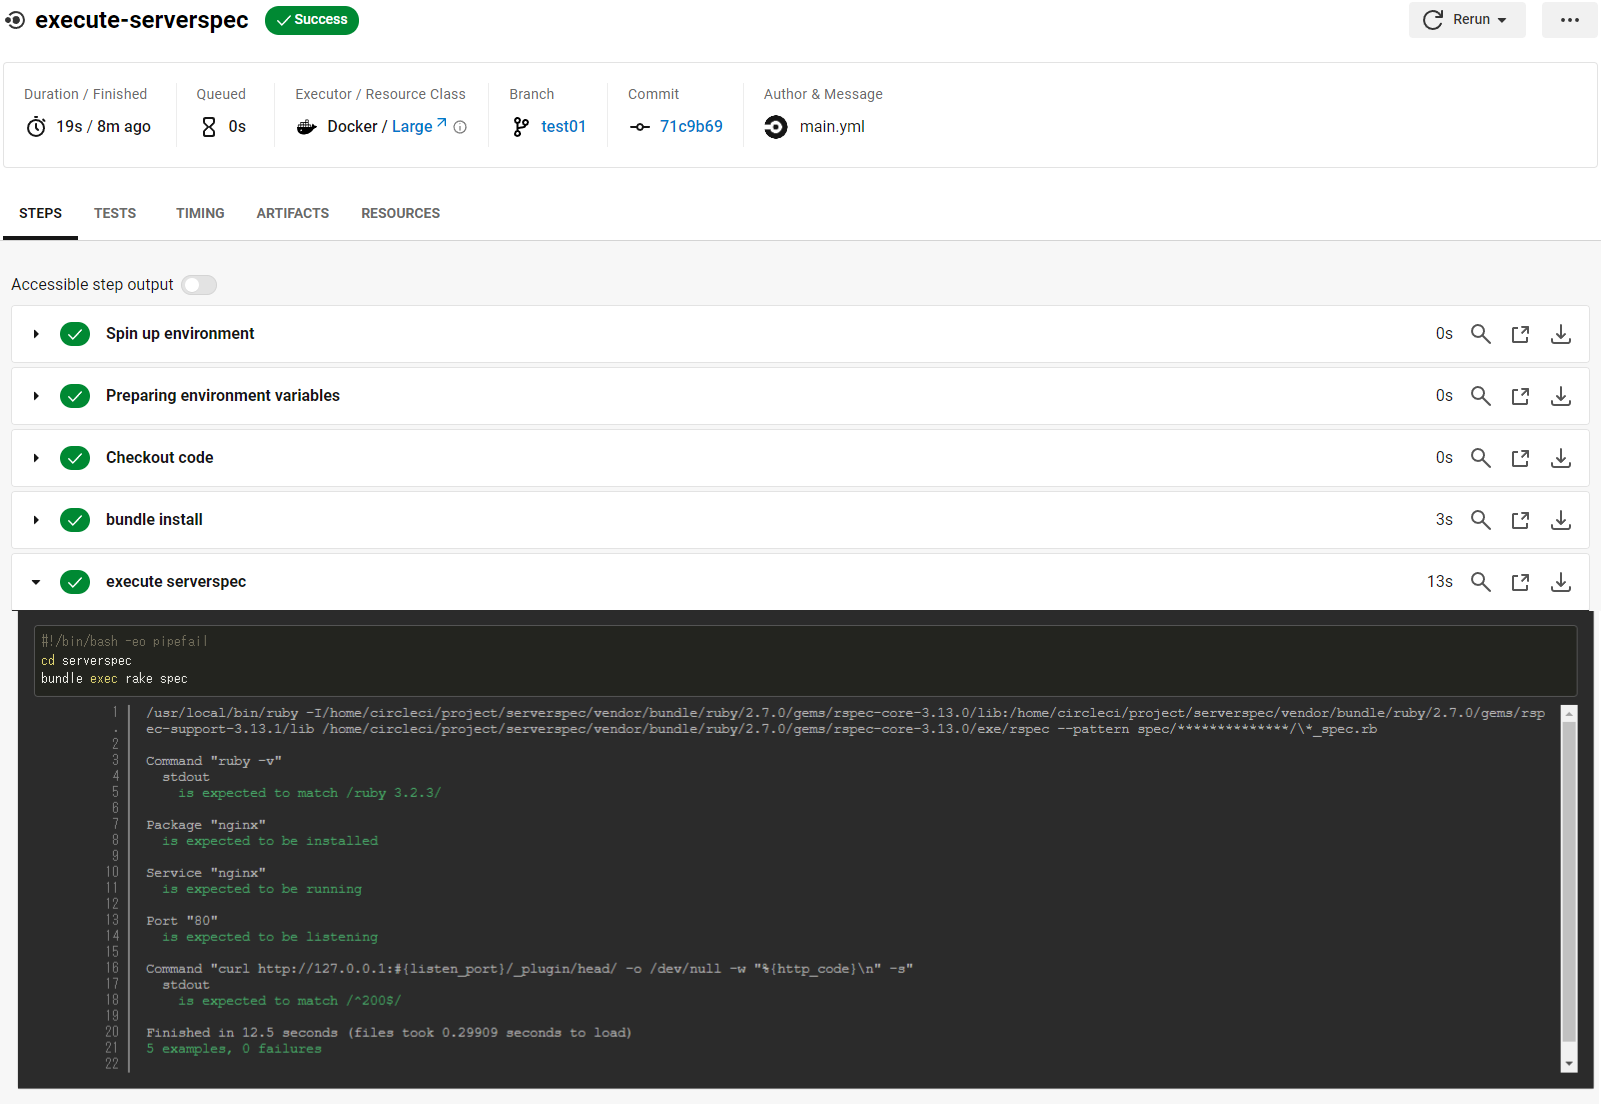 execute-serverspec
Success
Rerun
Duration / Finished
Queued
Executor / Resource Class
Branch
Commit
Author & Message
19s / 8m ago
0s
Docker / Large
test01
71c9b69
main.yml
STEPS
TESTS
TIMING
ARTIFACTS
RESOURCES
Accessible step output
Spin up environment
0s
Preparing environment variables
0s
Checkout code
0s
bundle install
3s
execute serverspec
13s
#!/bin/bash -eo pipefail
cd serverspec
bundle exec rake spec
1 /usr/local/bin/ruby -I/home/circleci/project/serverspec/vendor/bundle/ruby/2.7.0/gems/rspec-core-3.13.0/lib:/home/circleci/project/serverspec/vendor/bundle/ruby/2.7.0/gems/rsp
. ec-support-3.13.1/lib /home/circleci/project/serverspec/vendor/bundle/ruby/2.7.0/gems/rspec-core-3.13.0/exe/rspec --pattern spec/**************/\*_spec.rb
2
3 Command "ruby -v"
4 stdout
5 is expected to match /ruby 3.2.3/
6
7 Package "nginx"
8 is expected to be installed
9
10 Service "nginx"
11 is expected to be running
12
13 Port "80"
14 is expected to be listening
15
16 Command "curl http://127.0.0.1:#{listen_port}/_plugin/head/ -o /dev/null -w "%{http_code}\n" -s"
17 stdout
18 is expected to match /^200$/
19
20 Finished in 12.5 seconds (files took 0.29909 seconds to load)
21 5 examples, 0 failures
22